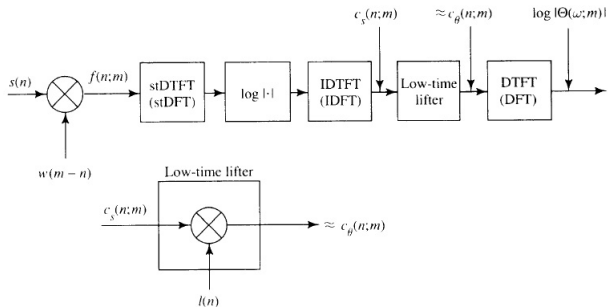 c_s(n;m)
≈c_θ(n;m)
log |Θ(ω;m)|
s(n)
f(n;m)
stDTFT
(stDFT)
log |·|
IDTFT
(IDFT)
Low-time
lifter
DTFT
(DFT)
w(m−n)
Low-time lifter
c_s(n;m)
≈ c_θ(n;m)
l(n)